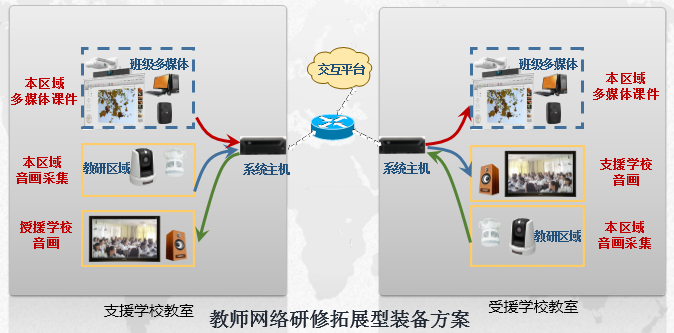 班级多媒体
本区域
多媒体课件
本区域
音画采集
教研区域
授援学校
音画
系统主机
支援学校教室
交互平台
班级多媒体
本区域
多媒体课件
系统主机
支援学校
音画
教研区域
本区域
音画采集
受援学校教室
教师网络研修拓展型装备方案